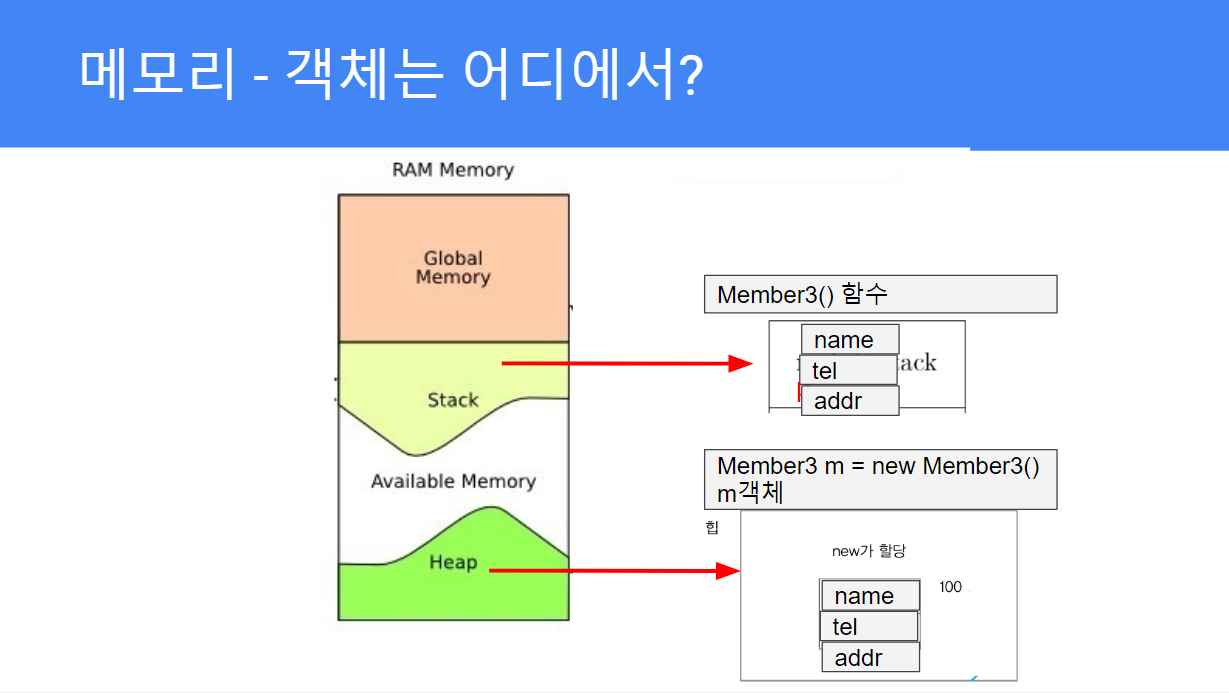 메모리 - 객체는 어디에서?
RAM Memory
Global
Memory
Stack
Available Memory
Heap
Member3() 함수
name
tel
addr
Member3 m = new Member3()
m객체
힙
new가 할당
100
name
tel
addr